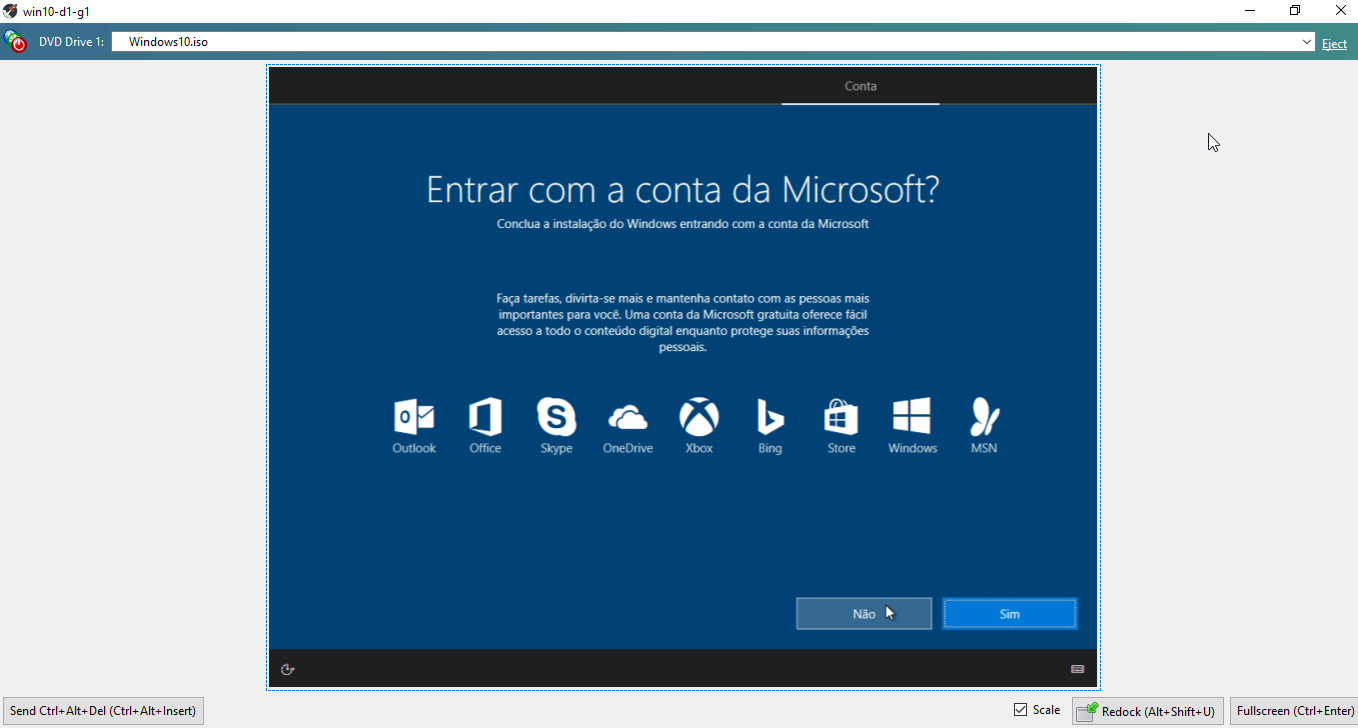 win10-d1-g1
DVD Drive 1: Windows10.iso Eject
Conta
Entrar com a conta da Microsoft?
Conclua a instalação do Windows entrando com a conta da Microsoft
Faça tarefas, divirta-se mais e mantenha contato com as pessoas mais
importantes para você. Uma conta da Microsoft gratuita oferece fácil
acesso a todo o conteúdo digital enquanto protege suas informações
pessoais.
Outlook Office Skype OneDrive Xbox Bing Store Windows MSN
Não Sim
Send Ctrl+Alt+Del (Ctrl+Alt+Insert) Scale Redock (Alt+Shift+U) Fullscreen (Ctrl+Enter)